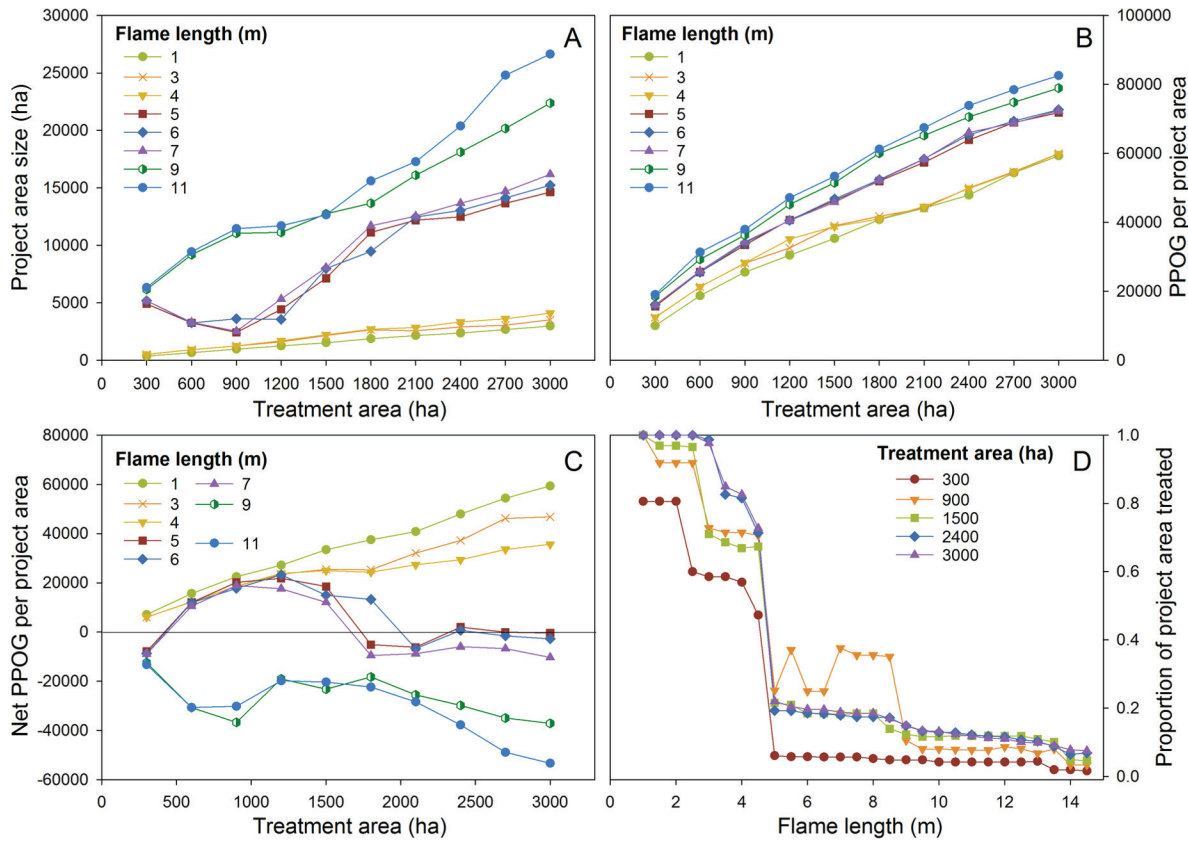 30000
25000
20000
15000
10000
5000
0
Project area size (ha)
Flame length (m)
1
3
4
5
6
7
9
11
A
0 300 600 900 1200 1500 1800 2100 2400 2700 3000
Treatment area (ha)
Flame length (m)
1
3
4
5
6
7
9
11
B
100000
80000
60000
40000
20000
0
PPOG per project area
0 300 600 900 1200 1500 1800 2100 2400 2700 3000
Treatment area (ha)
80000
60000
40000
20000
0
-20000
-40000
-60000
Net PPOG per project area
Flame length (m)
1 7
3 9
4 11
5
6
C
0 500 1000 1500 2000 2500 3000
Treatment area (ha)
D
Treatment area (ha)
300
900
1500
2400
3000
1.0
0.8
0.6
0.4
0.2
0.0
Proportion of project area treated
0 2 4 6 8 10 12 14
Flame length (m)